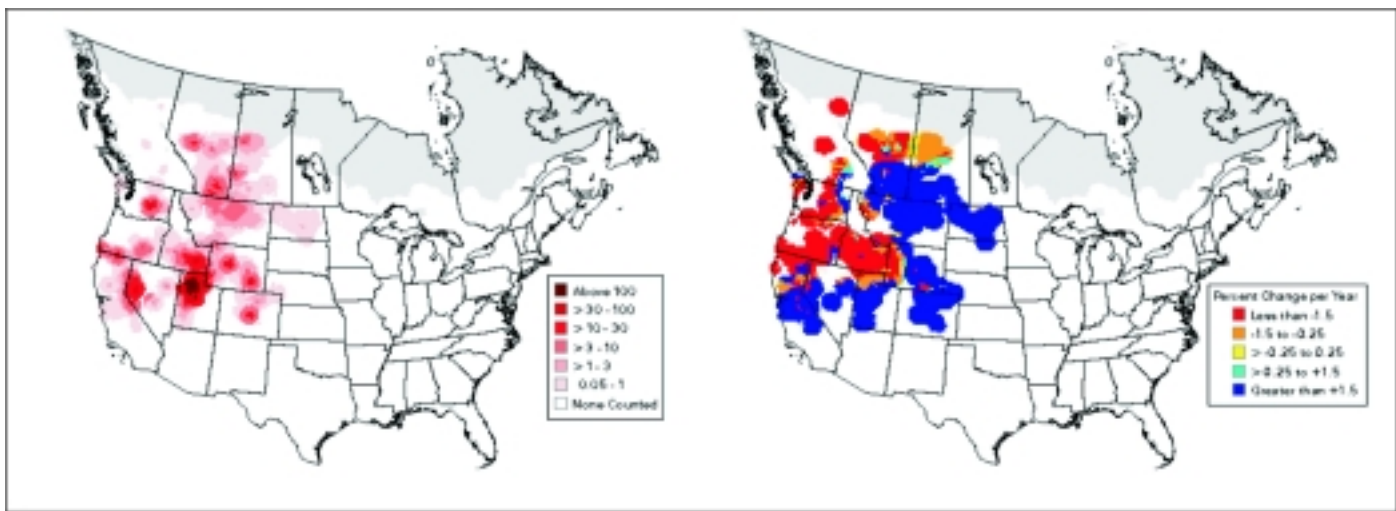 Above 100
> 30 - 100
> 10 - 30
> 3 - 10
> 1 - 3
0.05 - 1
None Counted
Percent Change per Year
Less than -1.5
-1.5 to -0.25
> -0.25 to 0.25
> 0.25 to +1.5
Greater than +1.5